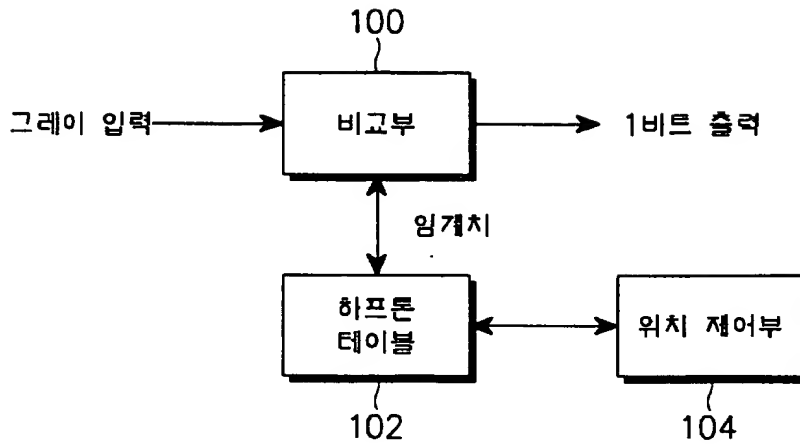 100
그레이 입력
비교부
1비트 출력
임계치
하프톤
테이블
위치 제어부
102
104